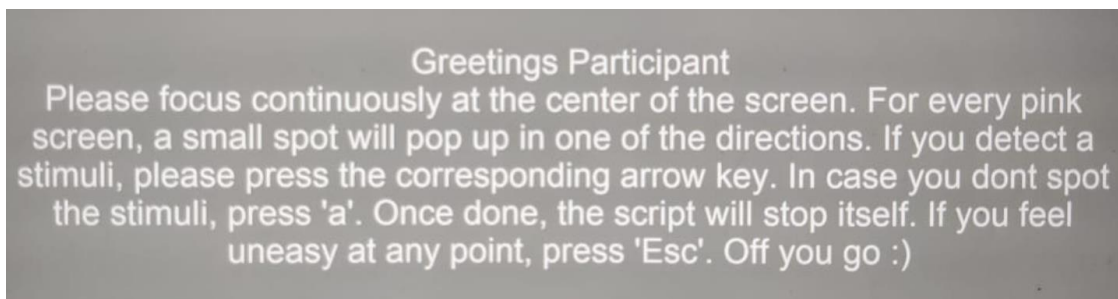 Greetings Participant
Please focus continuously at the center of the screen. For every pink
screen, a small spot will pop up in one of the directions. If you detect a
stimuli, please press the corresponding arrow key. In case you dont spot
the stimuli, press 'a'. Once done, the script will stop itself. If you feel
uneasy at any point, press 'Esc'. Off you go :)